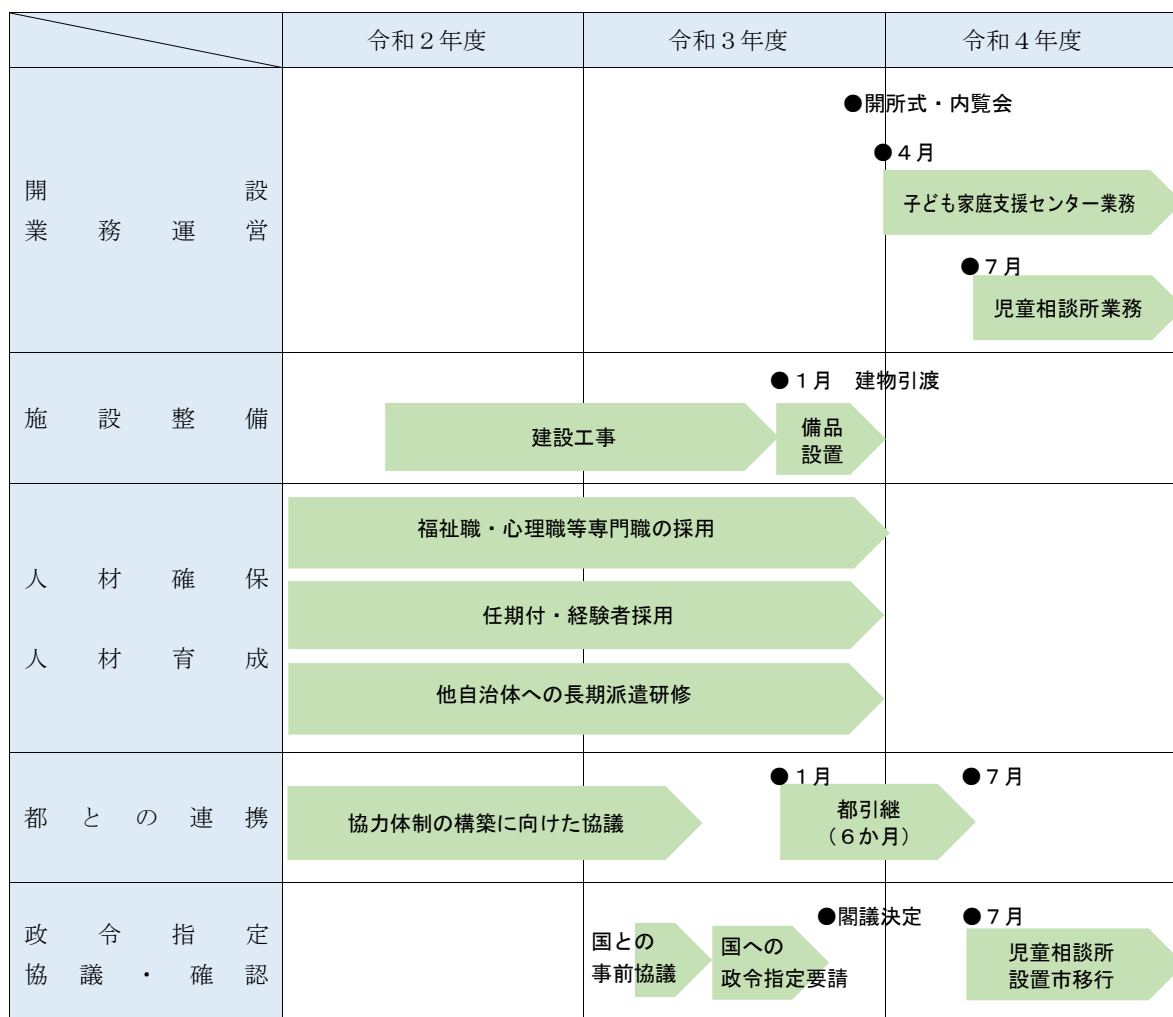 令和２年度
令和３年度
令和４年度
開設
業務運営
●開所式・内覧会
●４月
子ども家庭支援センター業務
●７月
児童相談所業務
施設整備
●１月　建物引渡
建設工事
備品
設置
人材確保
人材育成
福祉職・心理職等専門職の採用
任期付・経験者採用
他自治体への長期派遣研修
都との連携
●１月
●７月
協力体制の構築に向けた協議
都引継
（６か月）
政令指定
協議・確認
●閣議決定
●７月
国との
事前協議
国への
政令指定要請
児童相談所
設置市移行